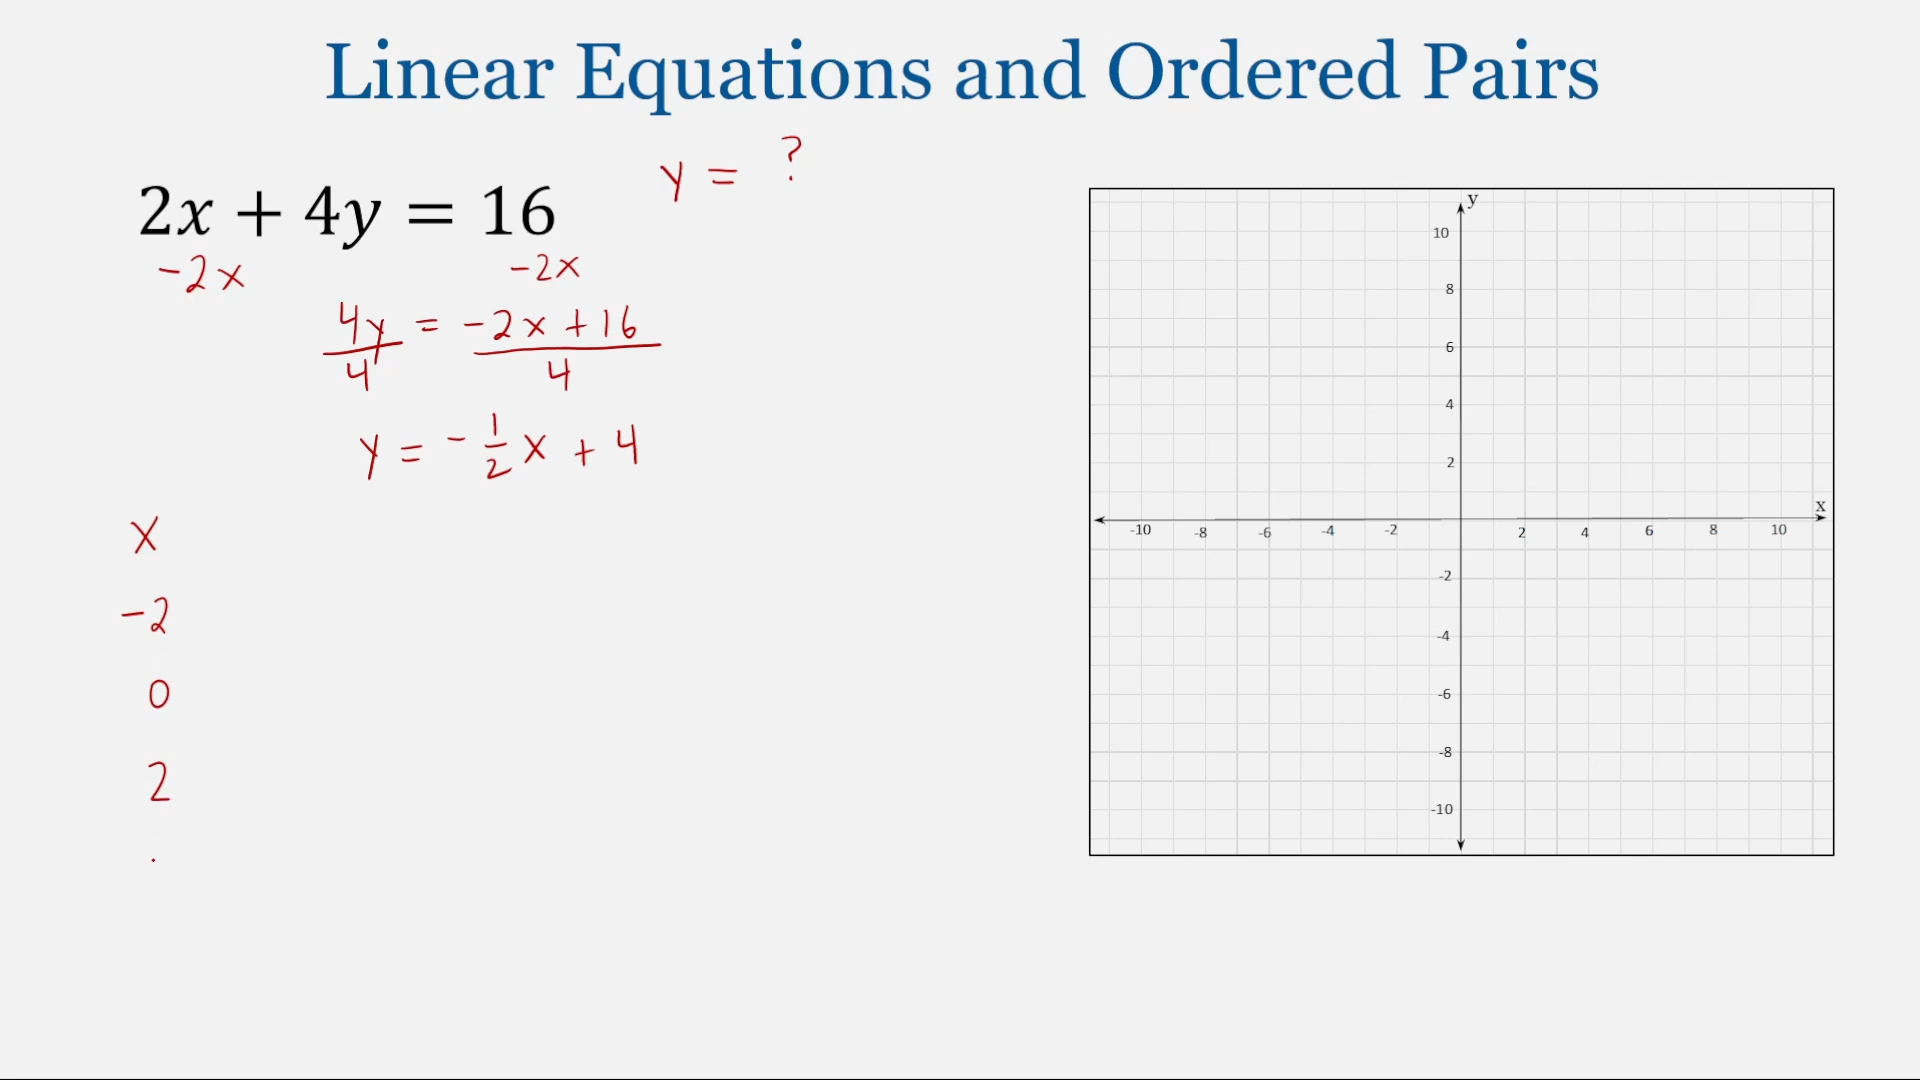 Linear Equations and Ordered Pairs
y = ?
2x + 4y = 16
-2x -2x
4y = -2x + 16
4 4
y = - 1/2 x + 4
x
-2
0
2
.
y
10
8
6
4
2
x
-10 -8 -6 -4 -2 2 4 6 8 10
-2
-4
-6
-8
-10